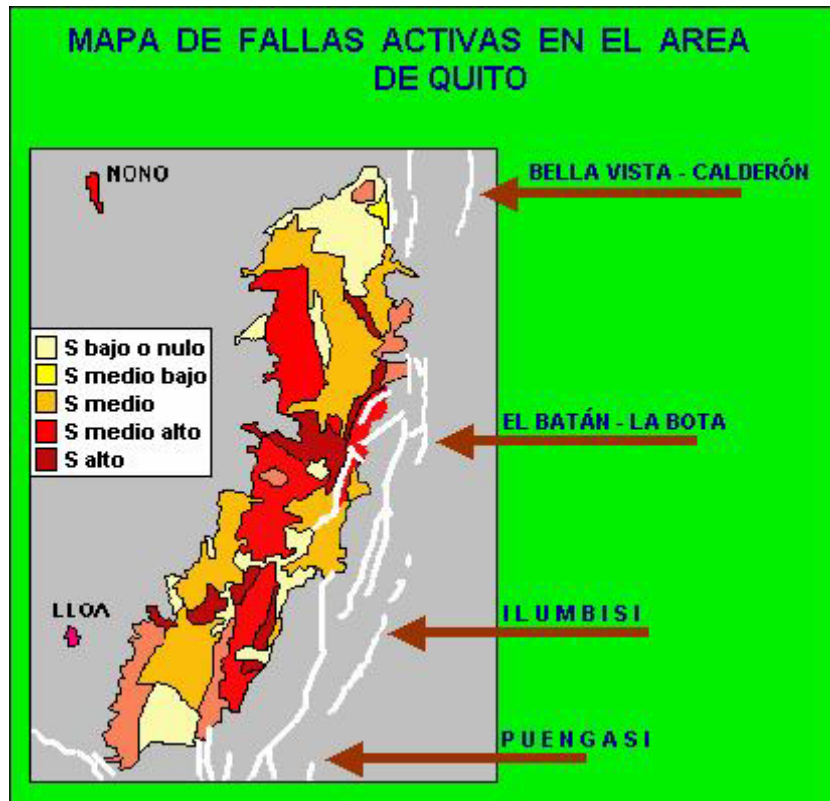 MAPA DE FALLAS ACTIVAS EN EL AREA
DE QUITO
NONO
BELLA VISTA - CALDERÓN
S bajo o nulo
S medio bajo
S medio
S medio alto
S alto
EL BATÁN - LA BOTA
LLOA
ILUMBISI
PUENGASI